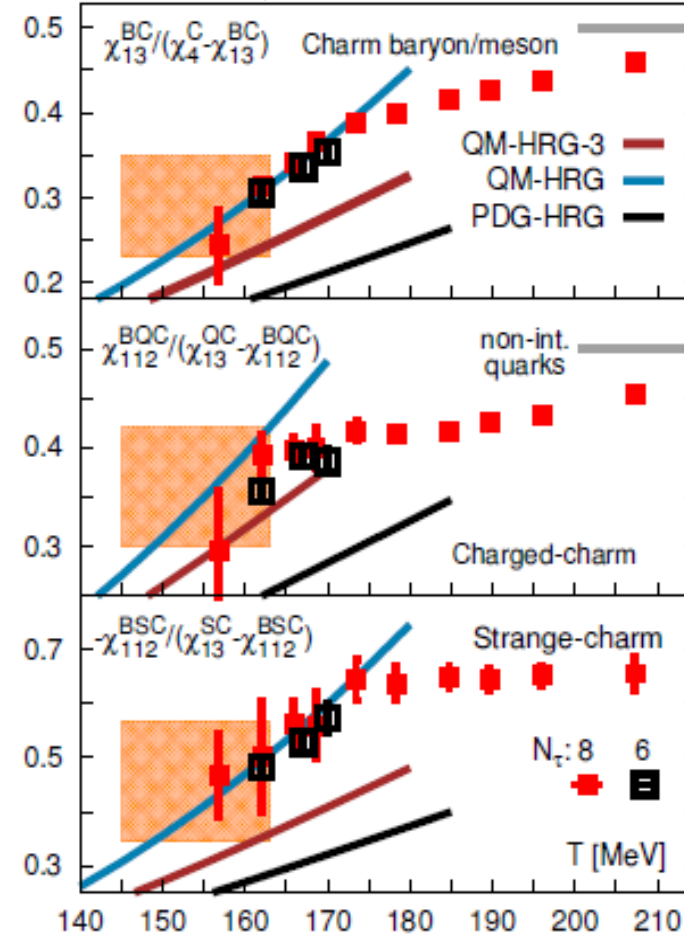 0.5
χ₁₃ᴮᶜ/(χ₄ᶜ-χ₁₃ᴮᶜ) Charm baryon/meson
0.4
QM-HRG-3
QM-HRG
0.3
PDG-HRG
0.2
χ₁₁₂ᴮQᶜ/(χ₁₃Qᶜ-χ₁₁₂ᴮQᶜ) non-int.
0.5
quarks
0.4
0.3
Charged-charm
-χ₁₁₂ᴮSᶜ/(χ₁₃Sᶜ-χ₁₁₂ᴮSᶜ) Strange-charm
0.7
0.5
Nτ: 8 6
0.3
T [MeV]
140 150 160 170 180 190 200 210